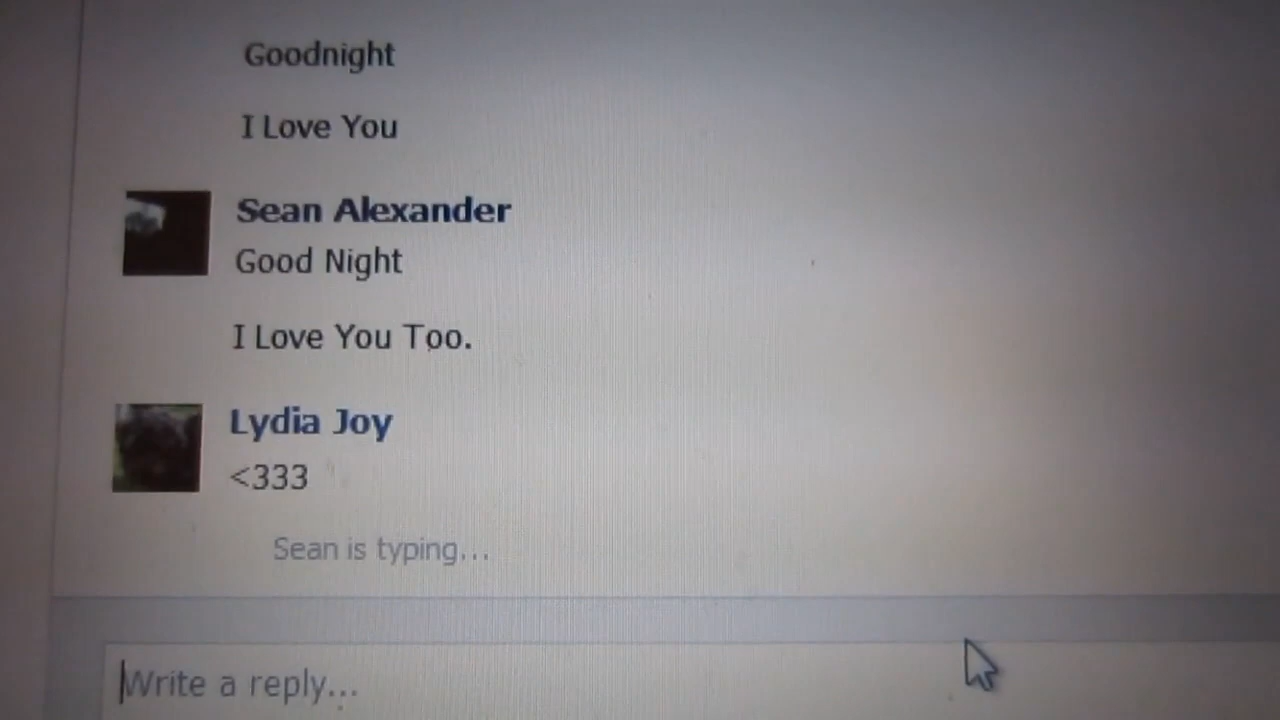 Goodnight
I Love You
Sean Alexander
Good Night
I Love You Too.
Lydia Joy
<333
Sean is typing...
Write a reply...